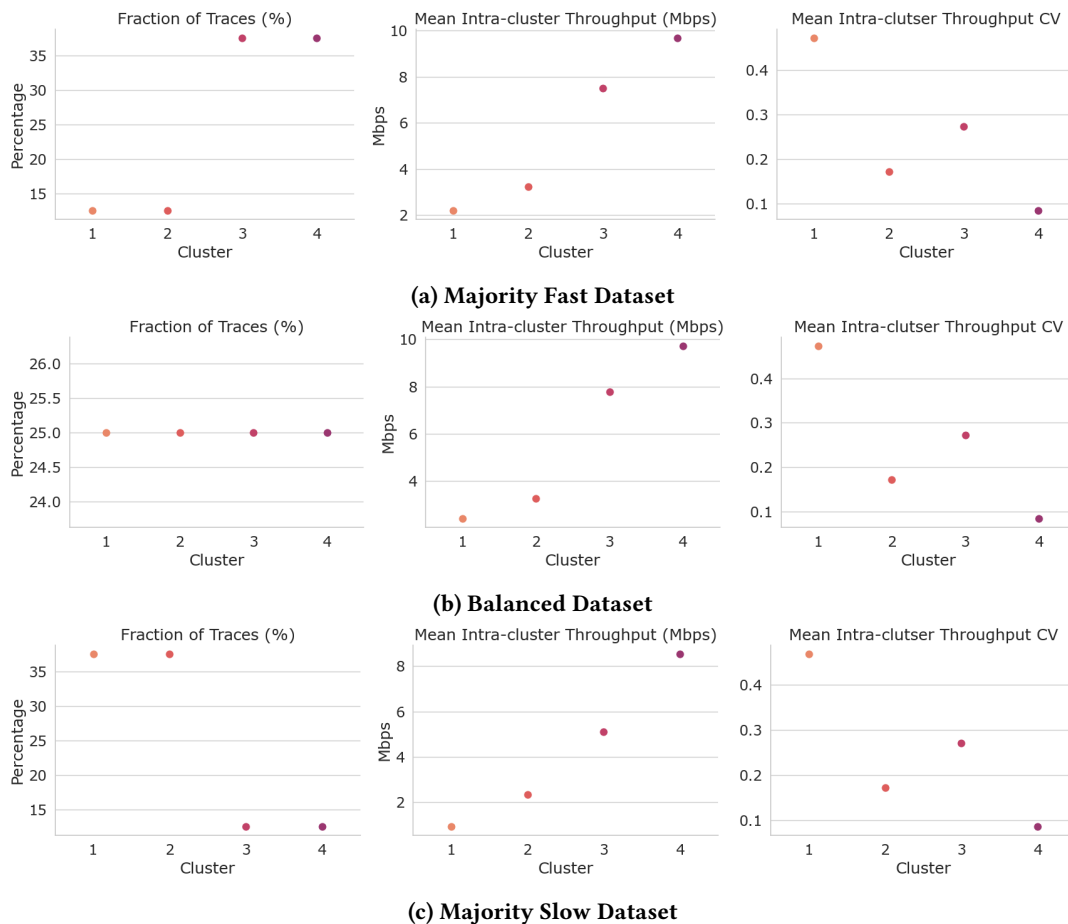 Fraction of Traces (%)
Mean Intra-cluster Throughput (Mbps)
Mean Intra-clutser Throughput CV
Percentage
35
30
25
20
15
1 2 3 4
Cluster
Mbps
10
8
6
4
2
1 2 3 4
Cluster
0.4
0.3
0.2
0.1
1 2 3 4
Cluster
(a) Majority Fast Dataset
Fraction of Traces (%)
Mean Intra-cluster Throughput (Mbps)
Mean Intra-clutser Throughput CV
Percentage
26.0
25.5
25.0
24.5
24.0
1 2 3 4
Cluster
Mbps
10
8
6
4
1 2 3 4
Cluster
0.4
0.3
0.2
0.1
1 2 3 4
Cluster
(b) Balanced Dataset
Fraction of Traces (%)
Mean Intra-cluster Throughput (Mbps)
Mean Intra-clutser Throughput CV
Percentage
35
30
25
20
15
1 2 3 4
Cluster
Mbps
8
6
4
2
1 2 3 4
Cluster
0.4
0.3
0.2
0.1
1 2 3 4
Cluster
(c) Majority Slow Dataset